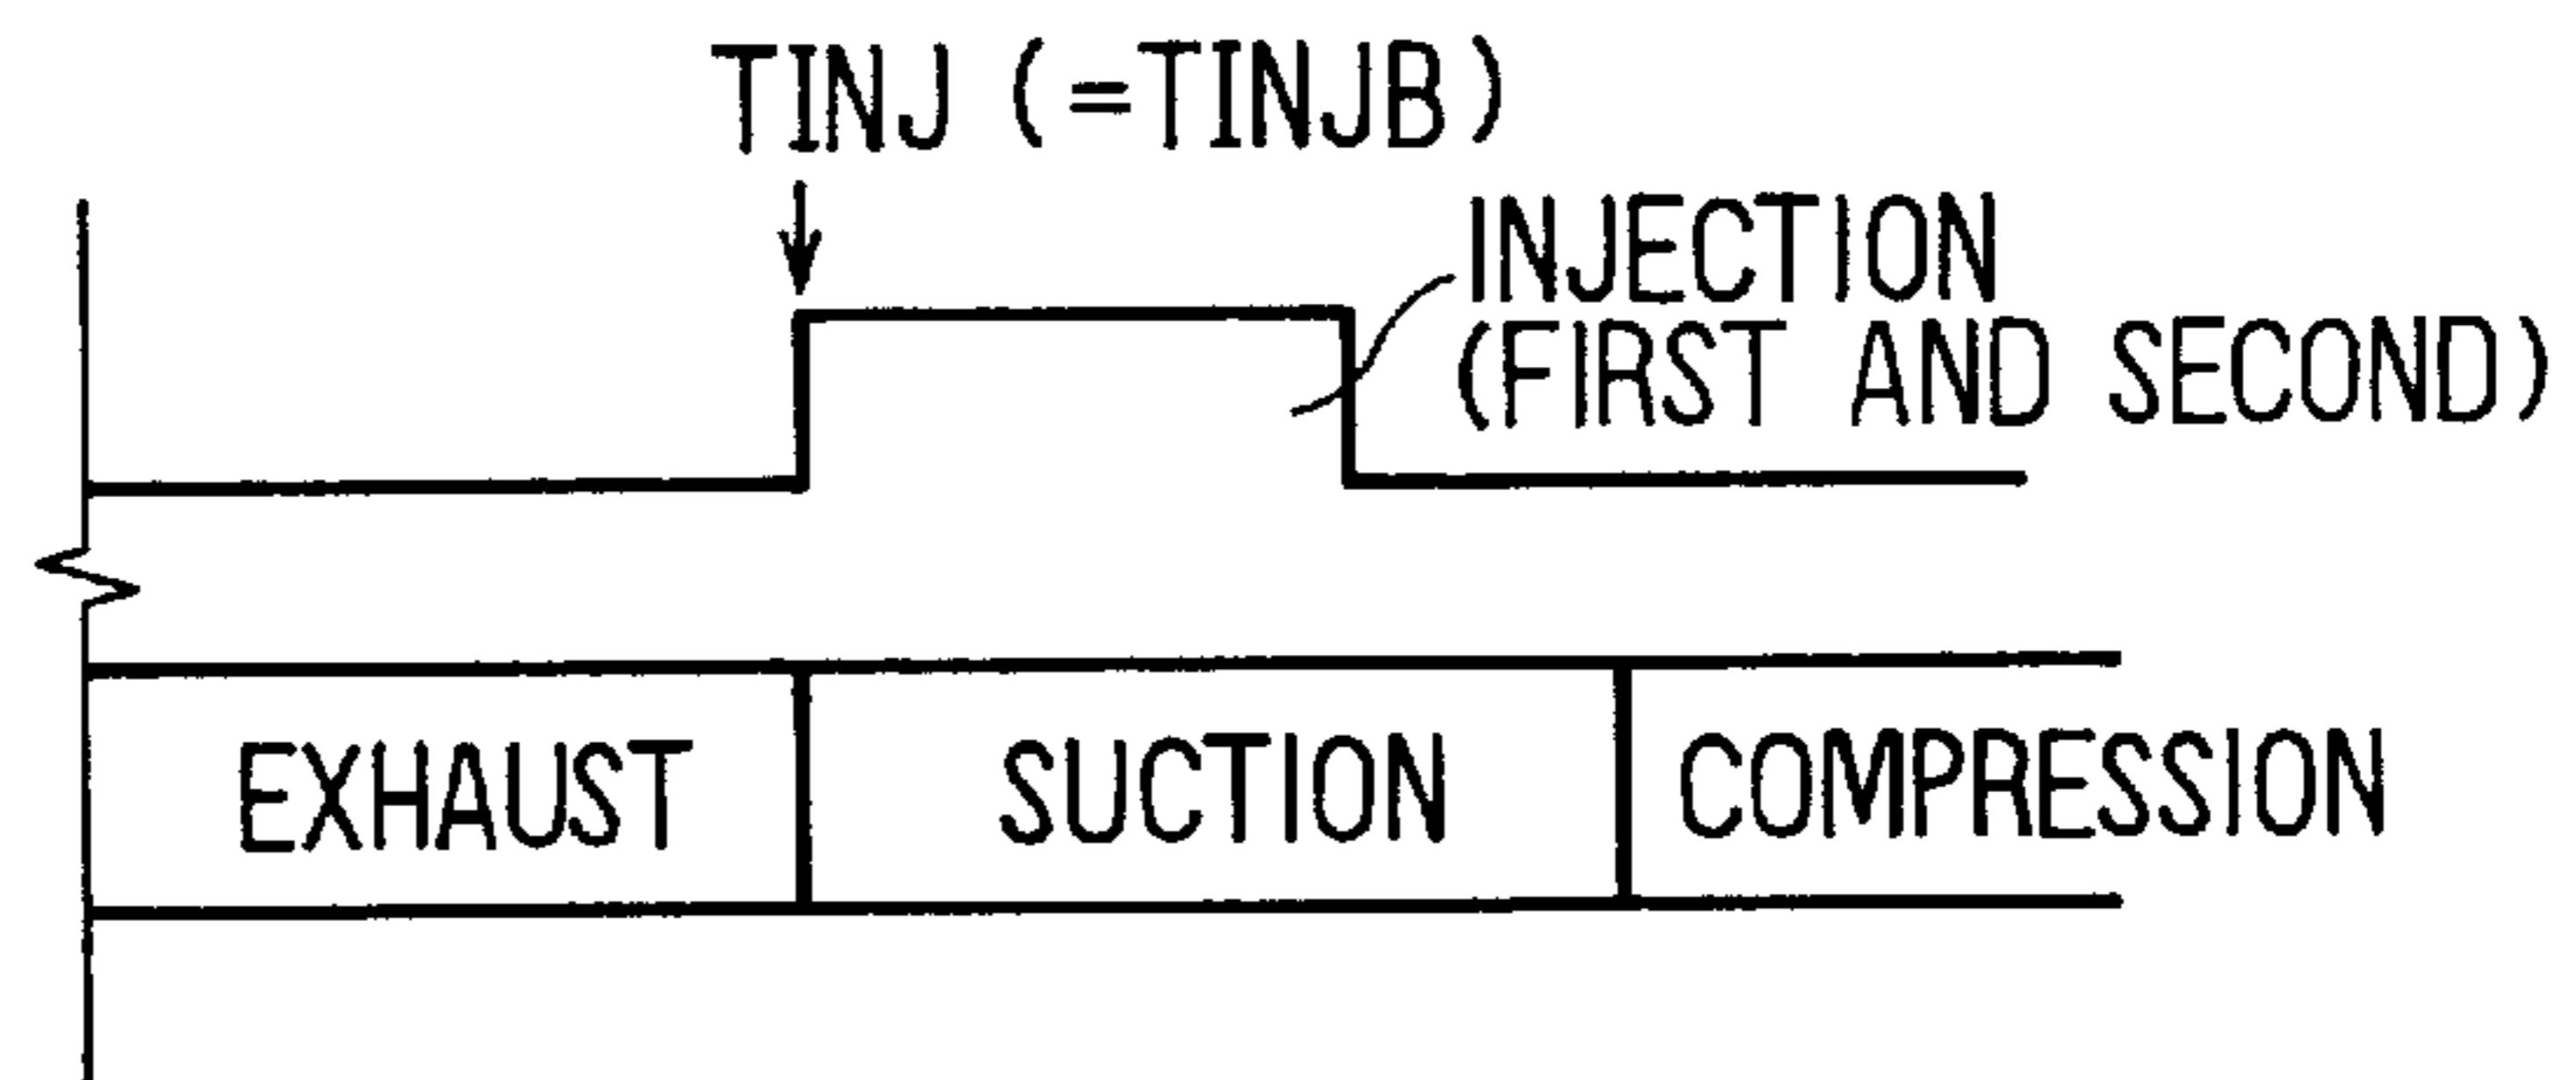 TINJ (=TINJB)
INJECTION
(FIRST AND SECOND)
EXHAUST SUCTION COMPRESSION